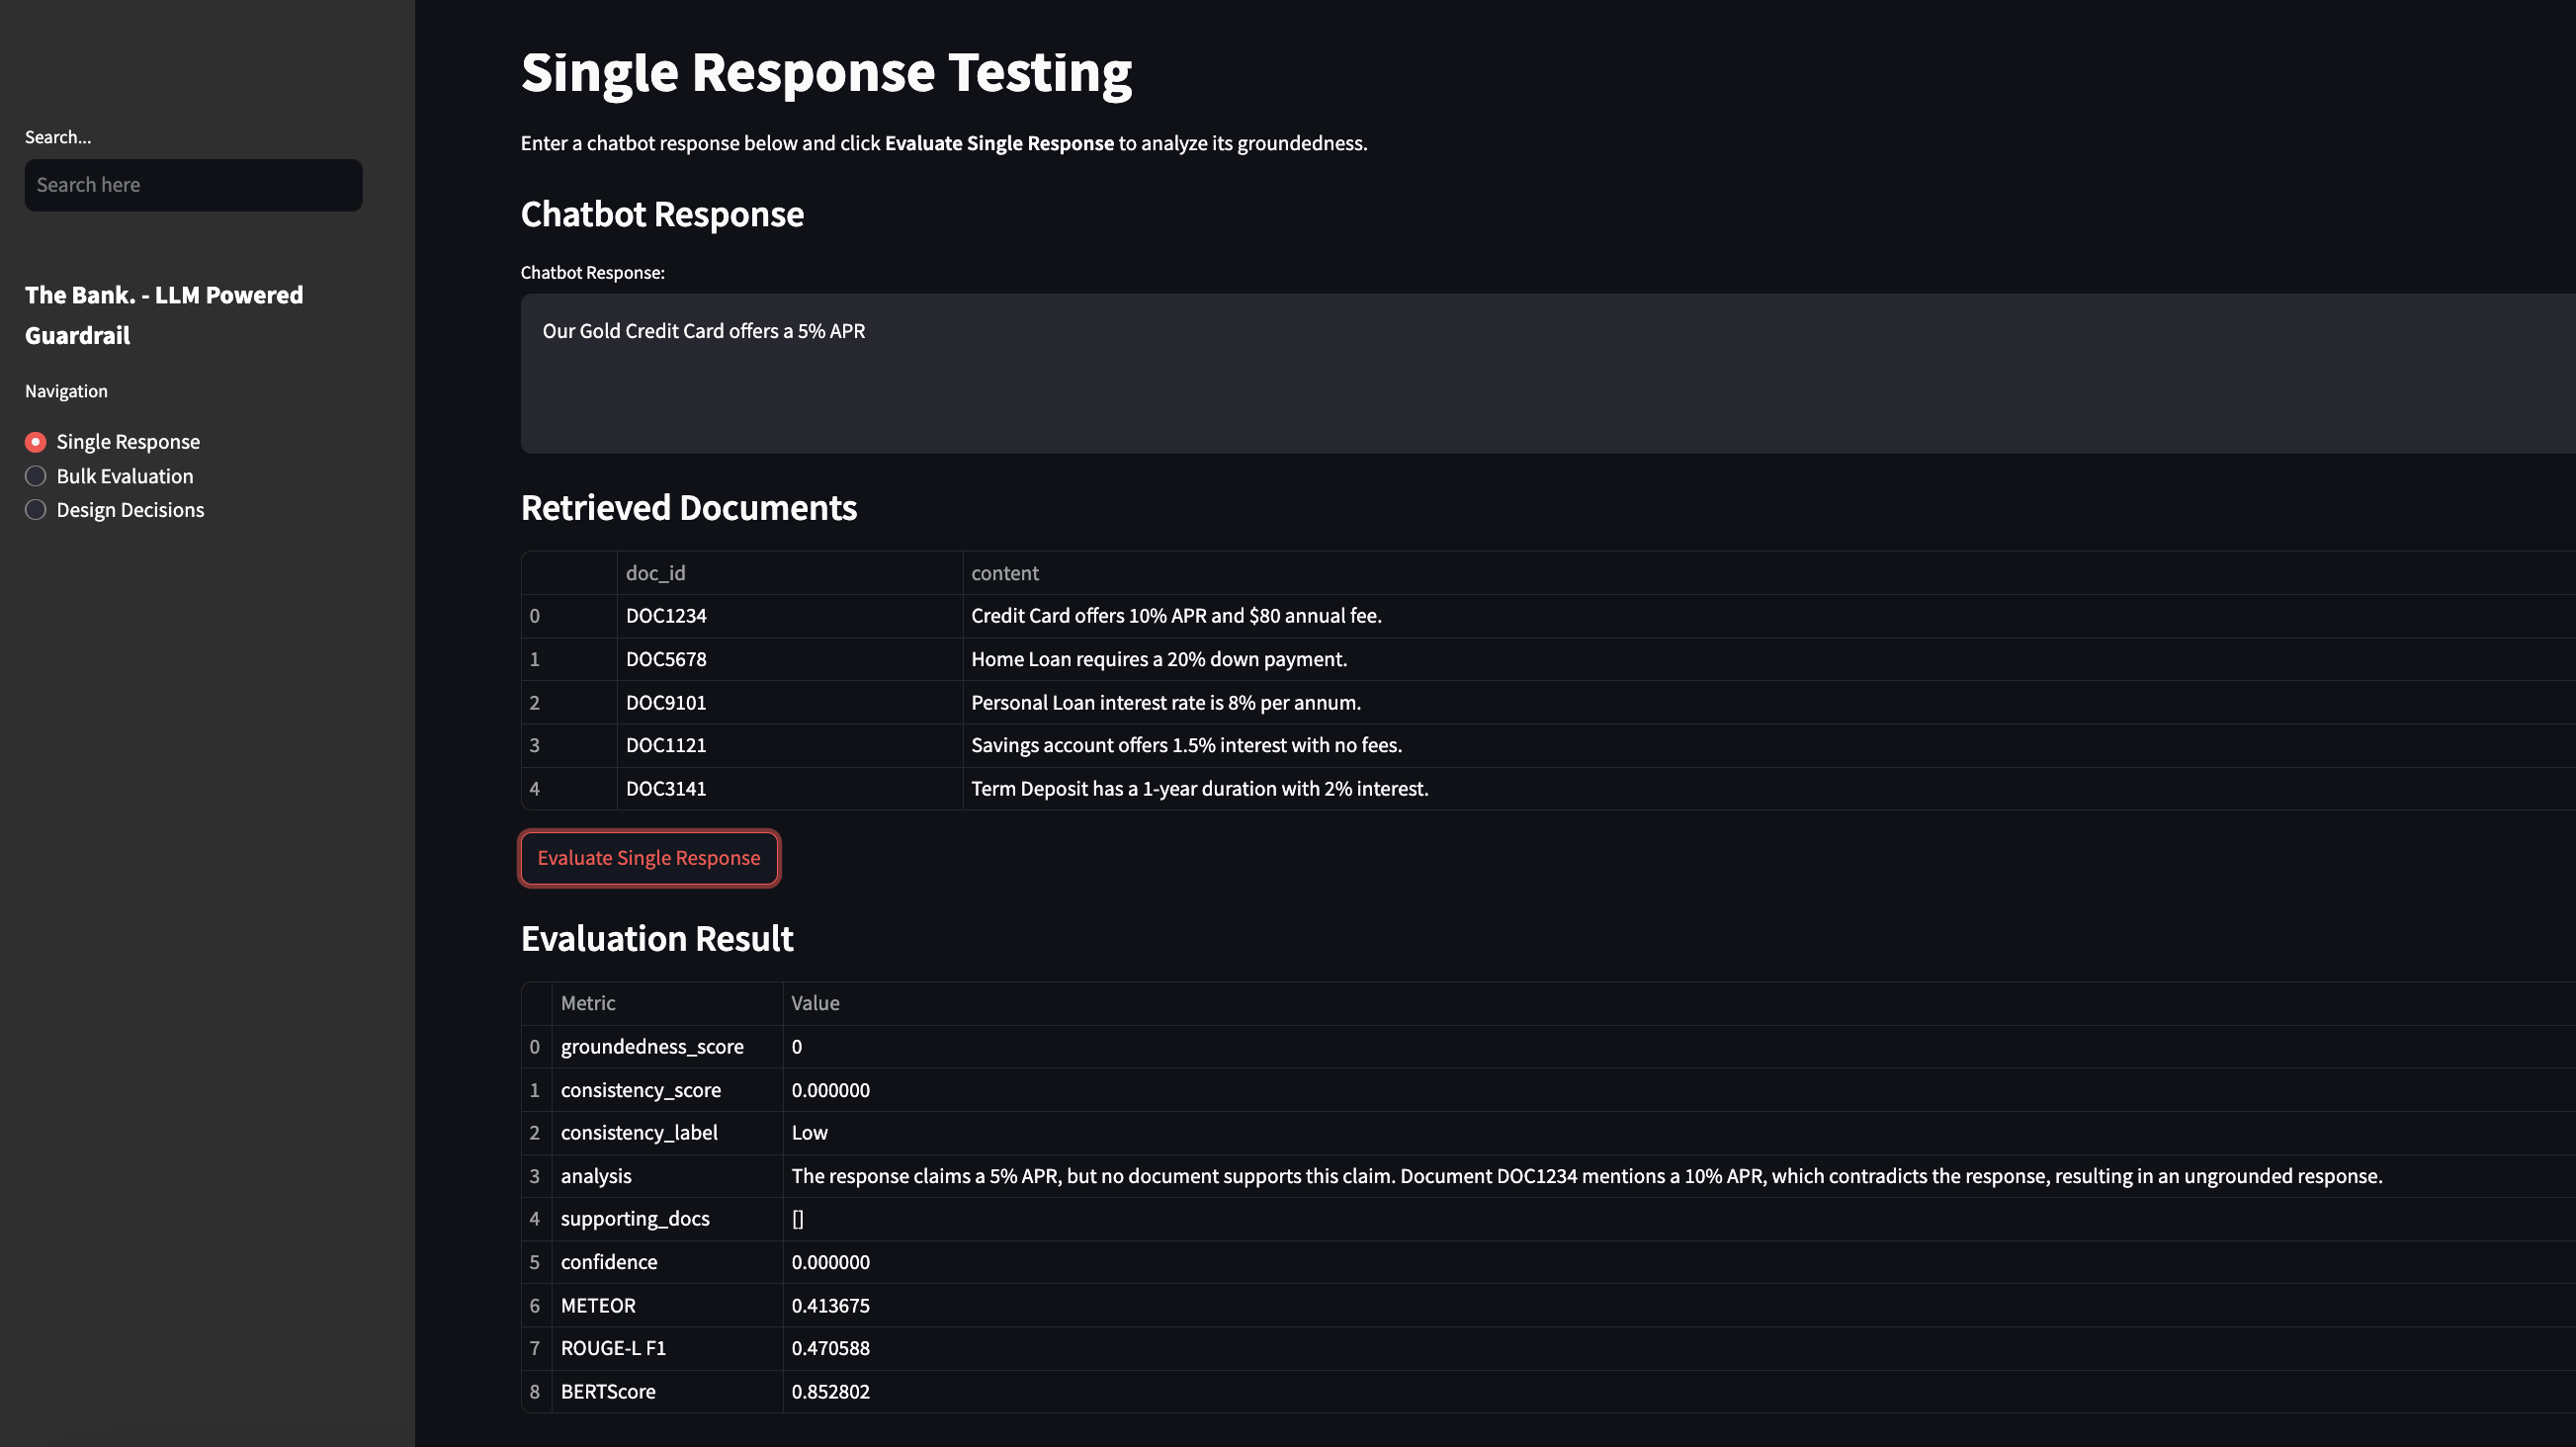 Search...
Search here
The Bank. - LLM Powered
Guardrail
Navigation
Single Response
Bulk Evaluation
Design Decisions
Single Response Testing
Enter a chatbot response below and click Evaluate Single Response to analyze its groundedness.
Chatbot Response
Chatbot Response:
Our Gold Credit Card offers a 5% APR
Retrieved Documents
doc_id content
0 DOC1234 Credit Card offers 10% APR and $80 annual fee.
1 DOC5678 Home Loan requires a 20% down payment.
2 DOC9101 Personal Loan interest rate is 8% per annum.
3 DOC1121 Savings account offers 1.5% interest with no fees.
4 DOC3141 Term Deposit has a 1-year duration with 2% interest.
Evaluate Single Response
Evaluation Result
Metric Value
0 groundedness_score 0
1 consistency_score 0.000000
2 consistency_label Low
3 analysis The response claims a 5% APR, but no document supports this claim. Document DOC1234 mentions a 10% APR, which contradicts the response, resulting in an ungrounded response.
4 supporting_docs []
5 confidence 0.000000
6 METEOR 0.413675
7 ROUGE-L F1 0.470588
8 BERTScore 0.852802